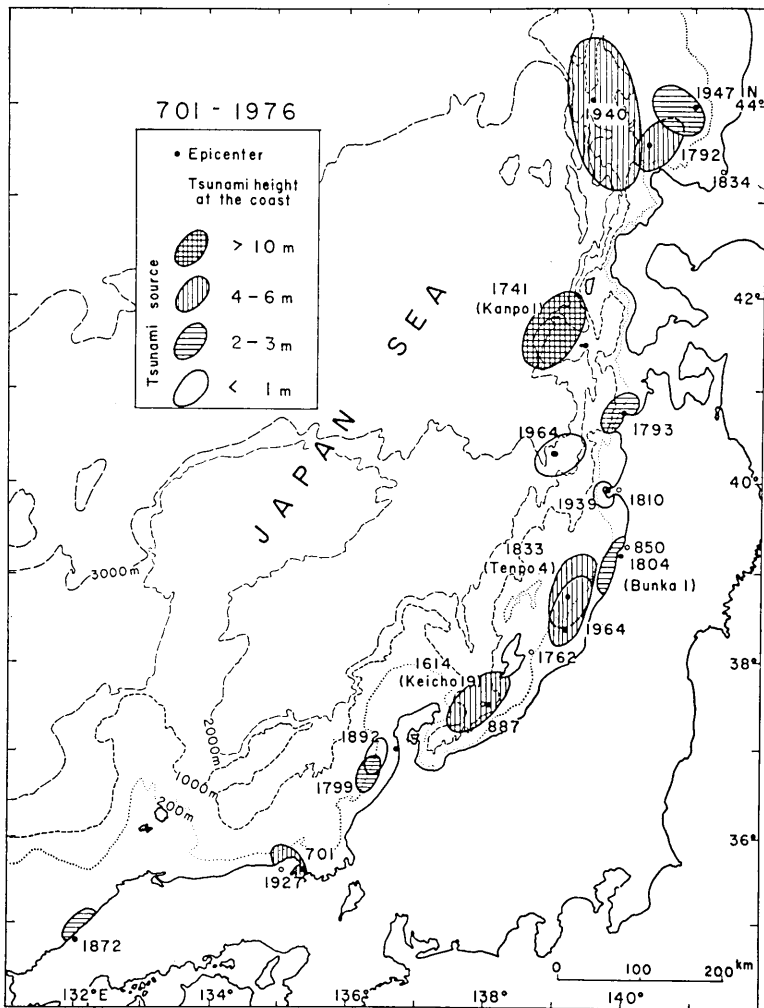 701 - 1976
• Epicenter
Tsunami height
at the coast
Tsunami source
> 10 m
4 - 6 m
2 - 3 m
< 1 m
JAPAN SEA
1940
1947
N
44°
1792
1834
1741
(Kanpo 1)
42°
1793
1964
1939
1810
40°
3000m
1833
(Tenpo 4)
850
1804
(Bunka 1)
1964
1762
1614
(Keicho 19)
38°
887
2000m
1892
1799
1000m
200m
36°
701
1927
1872
0 100 200 km
132°E 134° 136° 138° 140°